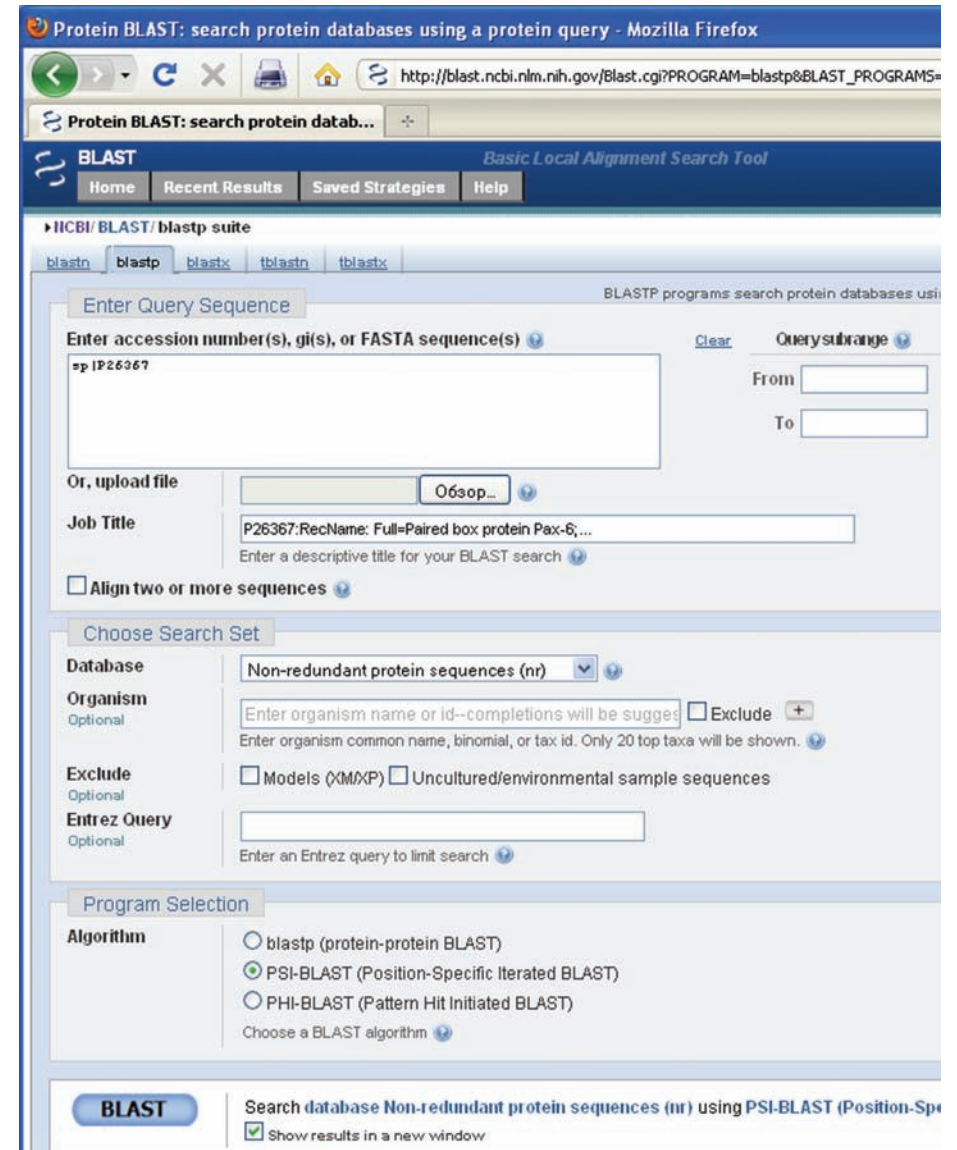 Protein BLAST: search protein databases using a protein query - Mozilla Firefox
http://blast.ncbi.nlm.nih.gov/Blast.cgi?PROGRAM=blastp&BLAST_PROGRAMS=
Protein BLAST: search protein datab...
BLAST Basic Local Alignment Search Tool
Home Recent Results Saved Strategies Help
NCBI/ BLAST/ blastp suite
blastn blastp blastx tblastn tblastx
BLASTP programs search protein databases usi
Enter Query Sequence
Enter accession number(s), gi(s), or FASTA sequence(s) Clear Query subrange
sp|P26367
From
To
Or, upload file Обзор...
Job Title P26367:RecName: Full=Paired box protein Pax-6;...
Enter a descriptive title for your BLAST search
Align two or more sequences
Choose Search Set
Database Non-redundant protein sequences (nr)
Organism
Optional
Enter organism name or id--completions will be sugges Exclude +
Enter organism common name, binomial, or tax id. Only 20 top taxa will be shown.
Exclude Models (XM/XP) Uncultured/environmental sample sequences
Optional
Entrez Query
Optional
Enter an Entrez query to limit search
Program Selection
Algorithm
blastp (protein-protein BLAST)
PSI-BLAST (Position-Specific Iterated BLAST)
PHI-BLAST (Pattern Hit Initiated BLAST)
Choose a BLAST algorithm
BLAST Search database Non-redundant protein sequences (nr) using PSI-BLAST (Position-Spe
Show results in a new window